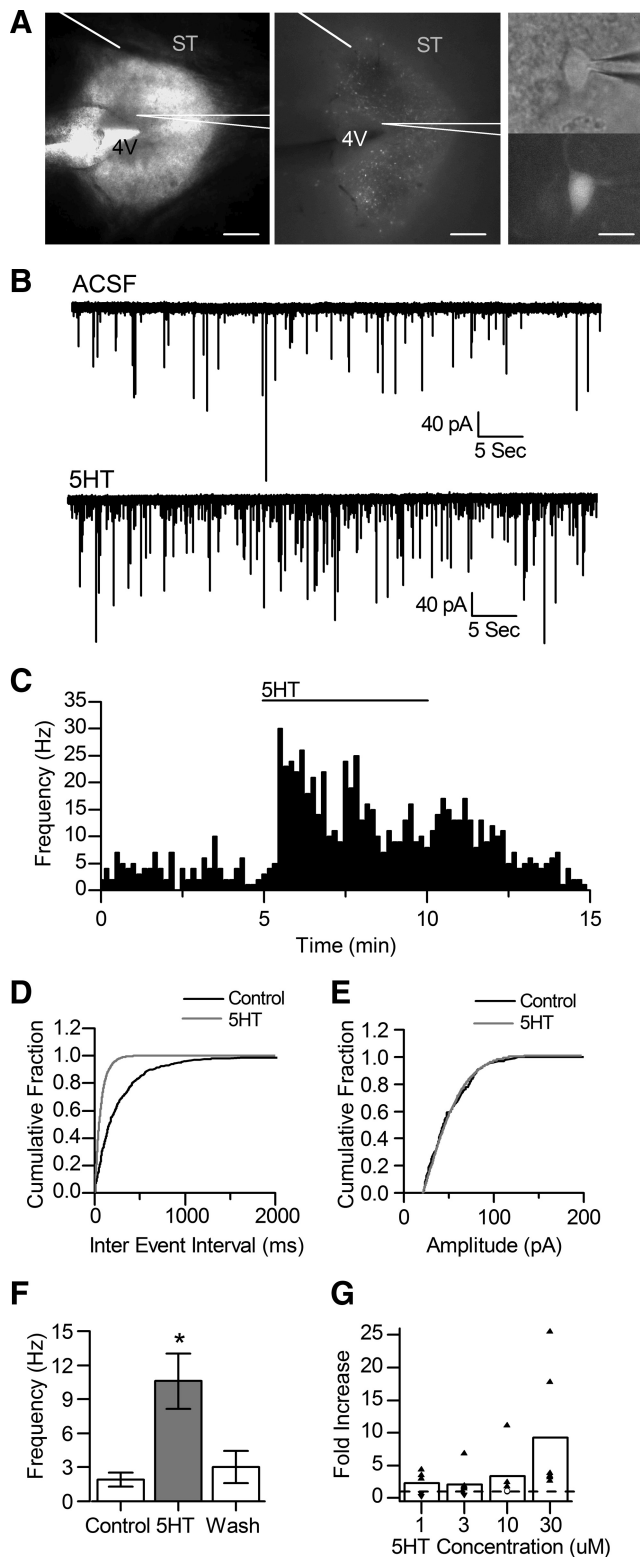 A
ST
4V
ST
4V
B
ACSF
40 pA
5 Sec
5HT
40 pA
5 Sec
C
5HT
35
30
25
20
15
10
5
0
Frequency (Hz)
0 5 10 15
Time (min)
D
Control
5HT
1.2
1.0
0.8
0.6
0.4
0.2
0.0
Cumulative Fraction
0 1000 2000
Inter Event Interval (ms)
E
Control
5HT
1.2
1.0
0.8
0.6
0.4
0.2
0.0
Cumulative Fraction
0 100 200
Amplitude (pA)
F
15
12
9
6
3
0
Frequency (Hz)
*
Control 5HT Wash
G
25
20
15
10
5
0
Fold Increase
1 3 10 30
5HT Concentration (uM)